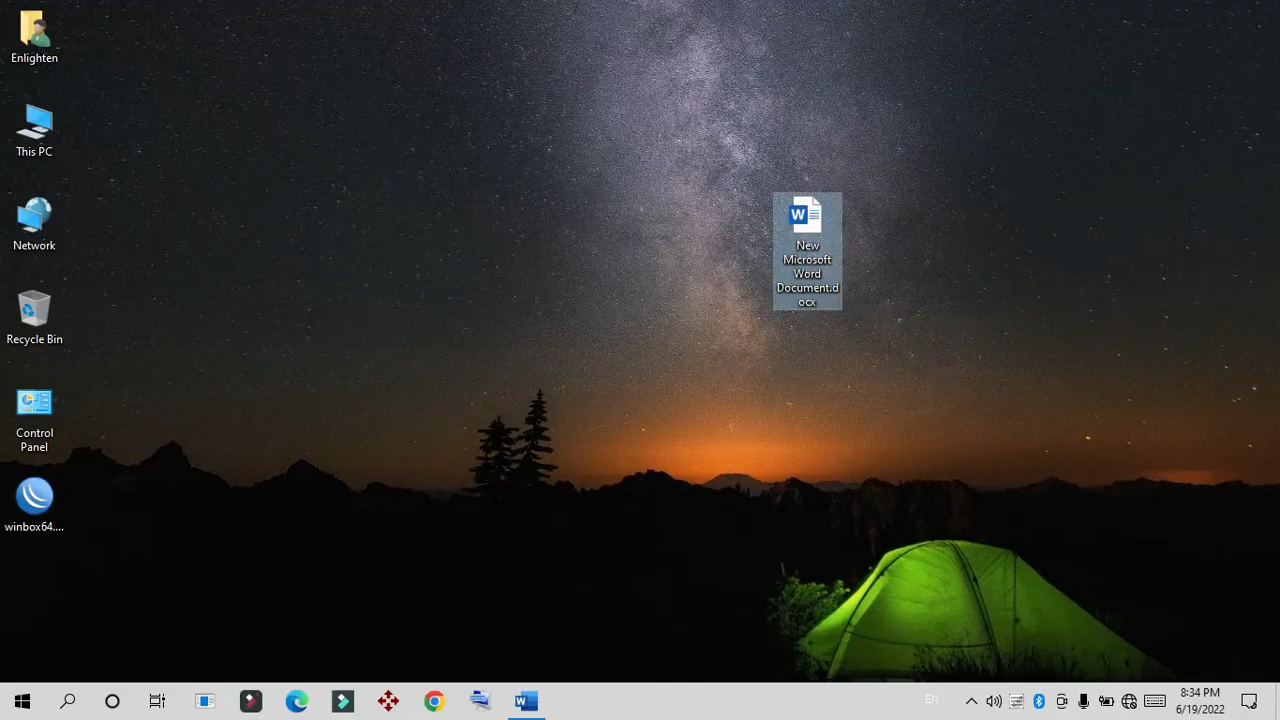 Enlighten
This PC
Network
Recycle Bin
Control
Panel
winbox64....
W
New
Microsoft
Word
Document.d
ocx
W
EN
8:34 PM
6/19/2022